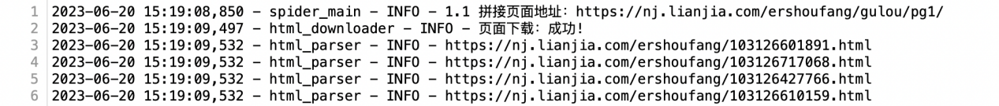 1 2023-06-20 15:19:08,850 - spider_main - INFO - 1.1 拼接页面地址：https://nj.lianjia.com/ershoufang/gulou/pg1/
2 2023-06-20 15:19:09,497 - html_downloader - INFO - 页面下载：成功！
3 2023-06-20 15:19:09,532 - html_parser - INFO - https://nj.lianjia.com/ershoufang/103126601891.html
4 2023-06-20 15:19:09,532 - html_parser - INFO - https://nj.lianjia.com/ershoufang/103126717068.html
5 2023-06-20 15:19:09,532 - html_parser - INFO - https://nj.lianjia.com/ershoufang/103126427766.html
6 2023-06-20 15:19:09,532 - html_parser - INFO - https://nj.lianjia.com/ershoufang/103126610159.html